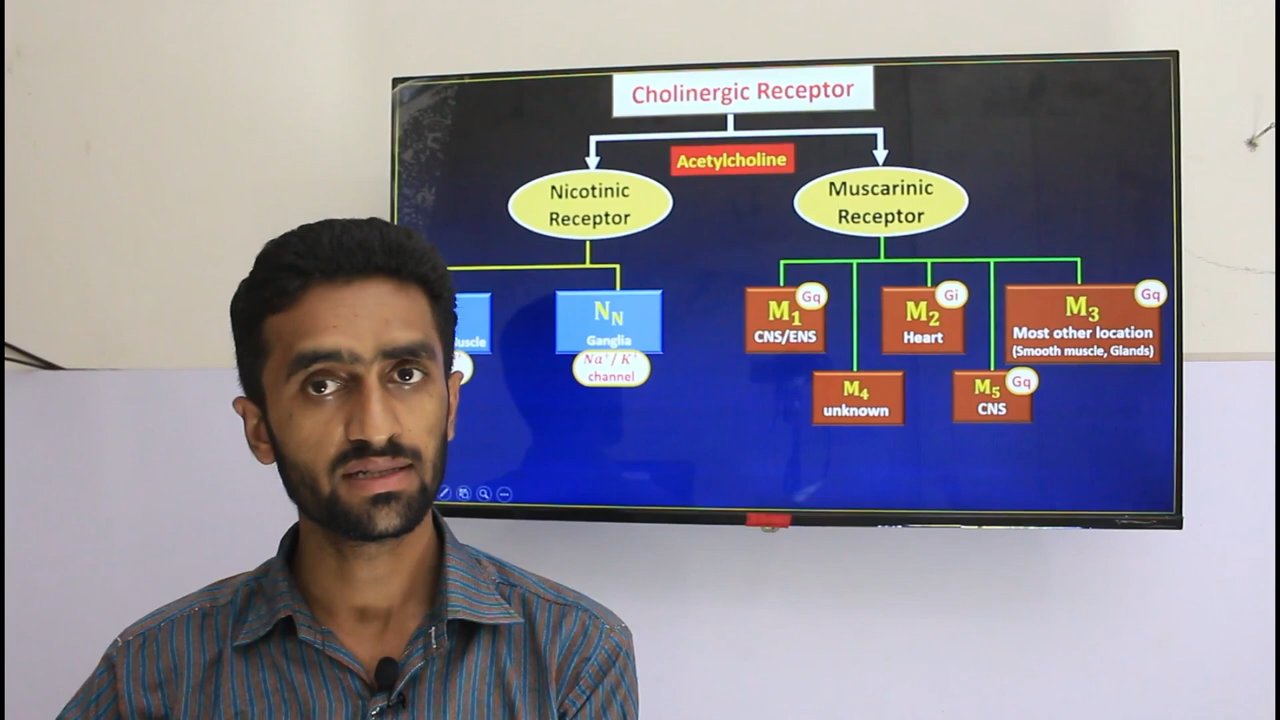 Cholinergic Receptor
Acetylcholine
Nicotinic
Receptor
Muscarinic
Receptor
N_N
Ganglia
Na⁺/ K⁺
channel
M₁
Gq
CNS/ENS
M₂
Gi
Heart
M₃
Gq
Most other location
(Smooth muscle, Glands)
M₄
unknown
M₅
Gq
CNS